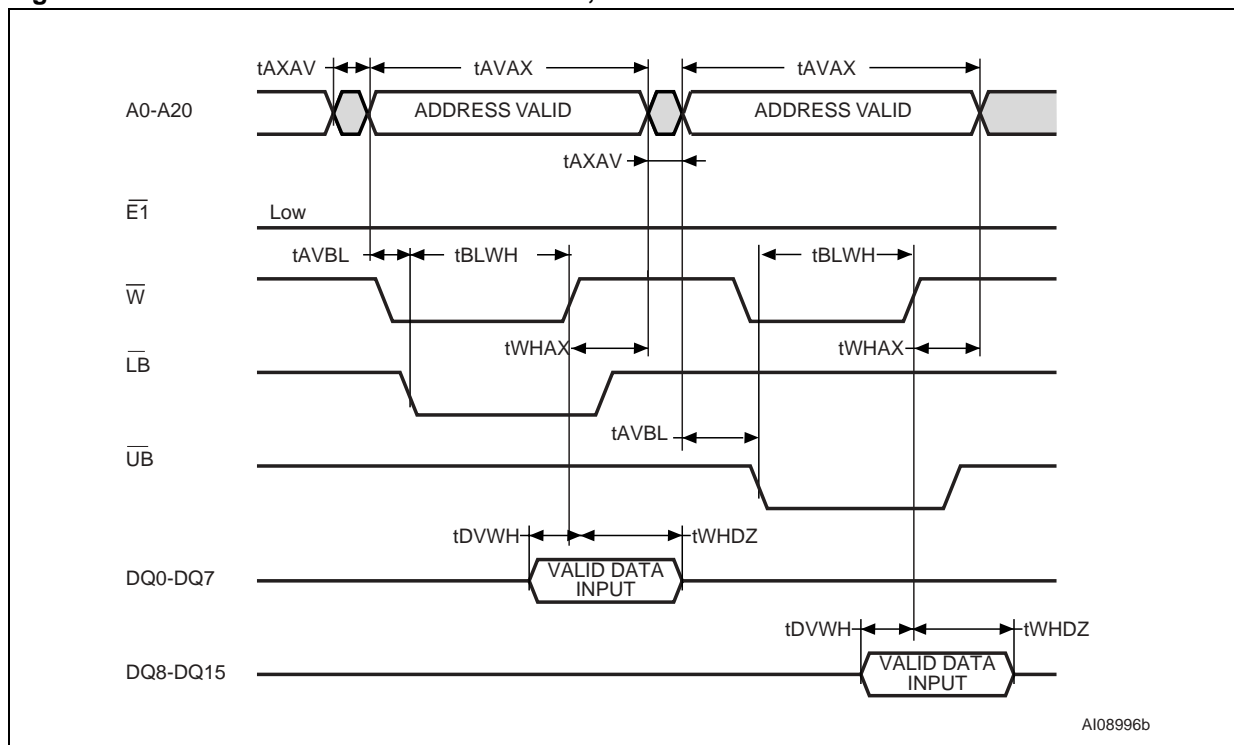 tAXAV tAVAX tAVAX
A0-A20 ADDRESS VALID ADDRESS VALID
tAXAV
E1 Low
tAVBL tBLWH tBLWH
W
tWHAX tWHAX
LB
tAVBL
UB
tDVWH tWHDZ
DQ0-DQ7 VALID DATA
INPUT
tDVWH tWHDZ
DQ8-DQ15 VALID DATA
INPUT
AI08996b